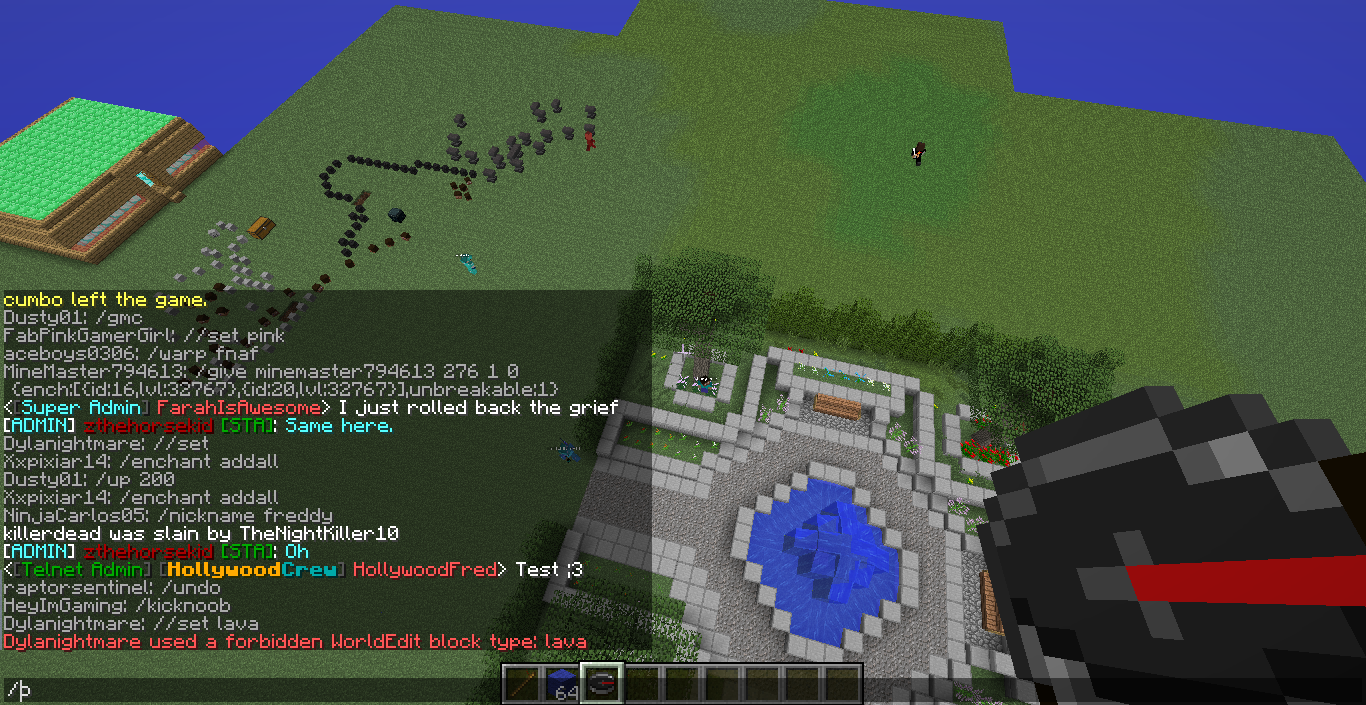 cumbo left the game.
Dusty01: /gmc
FabPinkGamerGirl: //set pink
aceboys0306: /warp fnaf
MineMaster794613: /give minemaster794613 276 1 0
{ench:[{id:16,lvl:32767},{id:20,lvl:32767}],unbreakable:1}
<[Super Admin] FarahIsAwesome> I just rolled back the grief
[ADMIN] zthehorsekid [STA]: Same here.
Dylanightmare: //set
Xxpixiar14: /enchant addall
Dusty01: /up 200
Xxpixiar14: /enchant addall
NinjaCarlos05: /nickname freddy
killerdead was slain by TheNightKiller10
[ADMIN] zthehorsekid [STA]: Oh
<[Telnet Admin] [HollywoodCrew] HollywoodFred> Test ;3
raptorsentinel: /undo
HeyImGaming: /kicknoob
Dylanightmare: //set lava
Dylanightmare used a forbidden WorldEdit block type: lava
64
/p